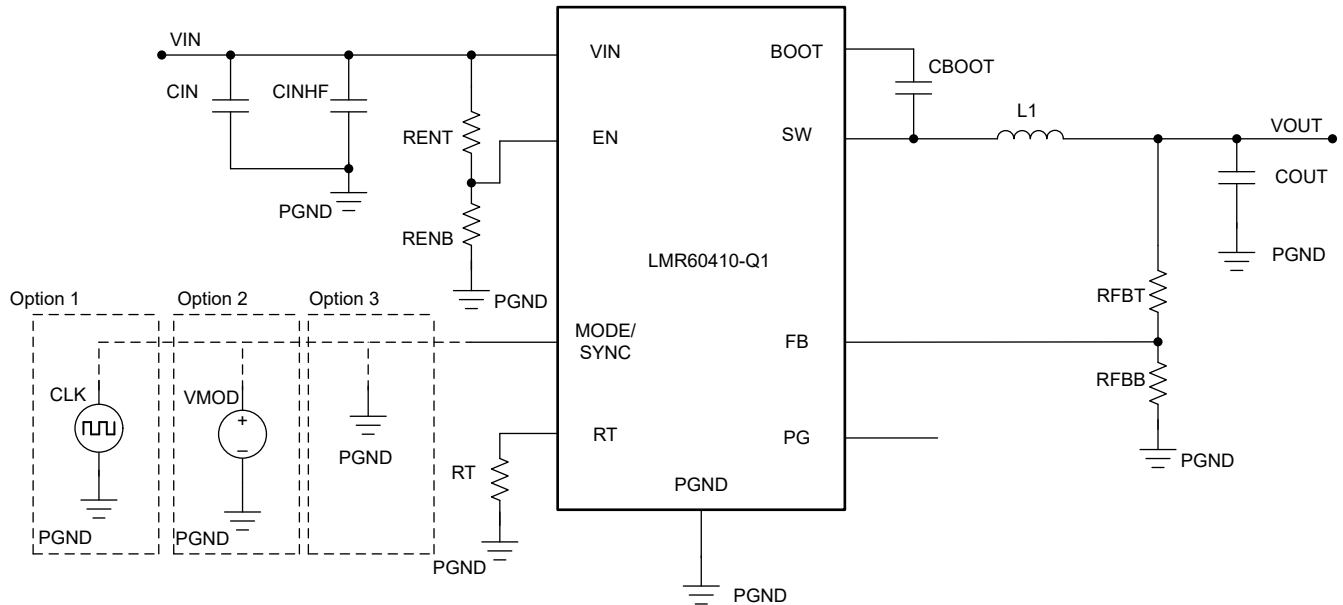 VIN
CIN
CINHF
PGND
RENT
RENB
PGND
VIN
EN
MODE/
SYNC
RT
BOOT
SW
FB
PG
LMR60410-Q1
PGND
PGND
CBOOT
L1
VOUT
COUT
PGND
RFBT
RFBB
PGND
Option 1
CLK
PGND
Option 2
VMOD
+
−
PGND
Option 3
PGND
RT
PGND